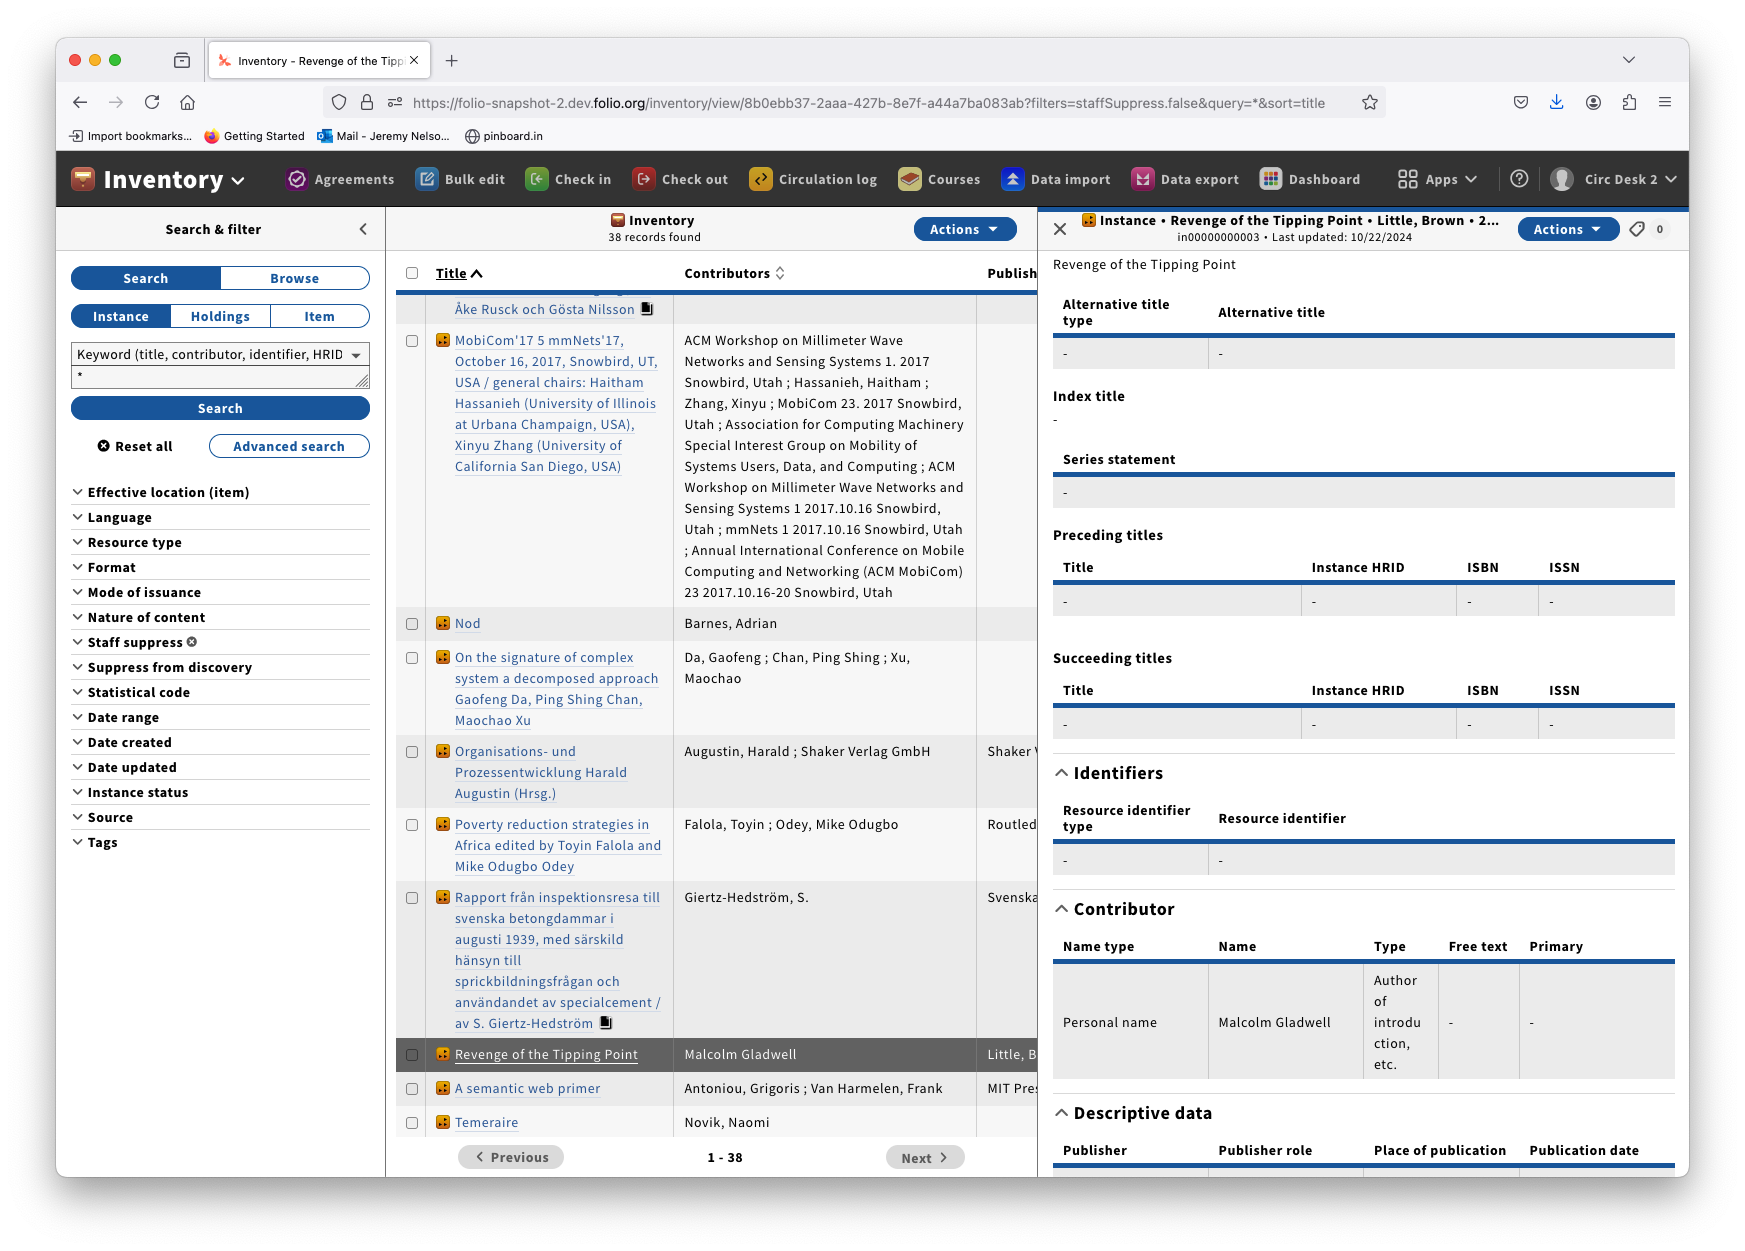 Inventory - Revenge of the Tipp
https://folio-snapshot-2.dev.folio.org/inventory/view/8b0ebb37-2aaa-427b-8e7f-a44a7ba083ab?filters=staffSuppress.false&query=*&sort=title
Import bookmarks... Getting Started Mail - Jeremy Nelso... pinboard.in
Inventory Agreements Bulk edit Check in Check out Circulation log Courses Data import Data export Dashboard Apps Circ Desk 2
Search & filter
Search Browse
Instance Holdings Item
Keyword (title, contributor, identifier, HRID
*
Search
Reset all Advanced search
Effective location (item)
Language
Resource type
Format
Mode of issuance
Nature of content
Staff suppress
Suppress from discovery
Statistical code
Date range
Date created
Date updated
Instance status
Source
Tags
Inventory
38 records found
Actions
Title Contributors Publish
Åke Rusck och Gösta Nilsson
MobiCom'17 5 mmNets'17,
October 16, 2017, Snowbird, UT,
USA / general chairs: Haitham
Hassanieh (University of Illinois
at Urbana Champaign, USA),
Xinyu Zhang (University of
California San Diego, USA)
ACM Workshop on Millimeter Wave
Networks and Sensing Systems 1. 2017
Snowbird, Utah ; Hassanieh, Haitham ;
Zhang, Xinyu ; MobiCom 23. 2017 Snowbird,
Utah ; Association for Computing Machinery
Special Interest Group on Mobility of
Systems Users, Data, and Computing ; ACM
Workshop on Millimeter Wave Networks and
Sensing Systems 1 2017.10.16 Snowbird,
Utah ; mmNets 1 2017.10.16 Snowbird, Utah
; Annual International Conference on Mobile
Computing and Networking (ACM MobiCom)
23 2017.10.16-20 Snowbird, Utah
Nod
Barnes, Adrian
On the signature of complex
system a decomposed approach
Gaofeng Da, Ping Shing Chan,
Maochao Xu
Da, Gaofeng ; Chan, Ping Shing ; Xu,
Maochao
Organisations- und
Prozessentwicklung Harald
Augustin (Hrsg.)
Augustin, Harald ; Shaker Verlag GmbH
Shaker V
Poverty reduction strategies in
Africa edited by Toyin Falola and
Mike Odugbo Odey
Falola, Toyin ; Odey, Mike Odugbo
Routled
Rapport från inspektionsresa till
svenska betongdammar i
augusti 1939, med särskild
hänsyn till
sprickbildningsfrågan och
användandet av specialcement /
av S. Giertz-Hedström
Giertz-Hedström, S.
Svenska
Revenge of the Tipping Point
Malcolm Gladwell
Little, B
A semantic web primer
Antoniou, Grigoris ; Van Harmelen, Frank
MIT Pres
Temeraire
Novik, Naomi
Previous 1 - 38 Next
Instance • Revenge of the Tipping Point • Little, Brown • 2...
in00000000003 • Last updated: 10/22/2024
Actions
0
Revenge of the Tipping Point
Alternative title
type
Alternative title
- -
Index title
-
Series statement
-
Preceding titles
Title Instance HRID ISBN ISSN
- - - -
Succeeding titles
Title Instance HRID ISBN ISSN
- - - -
Identifiers
Resource identifier
type
Resource identifier
- -
Contributor
Name type Name Type Free text Primary
Personal name
Malcolm Gladwell
Author
of
introdu
ction,
etc.
- -
Descriptive data
Publisher Publisher role Place of publication Publication date